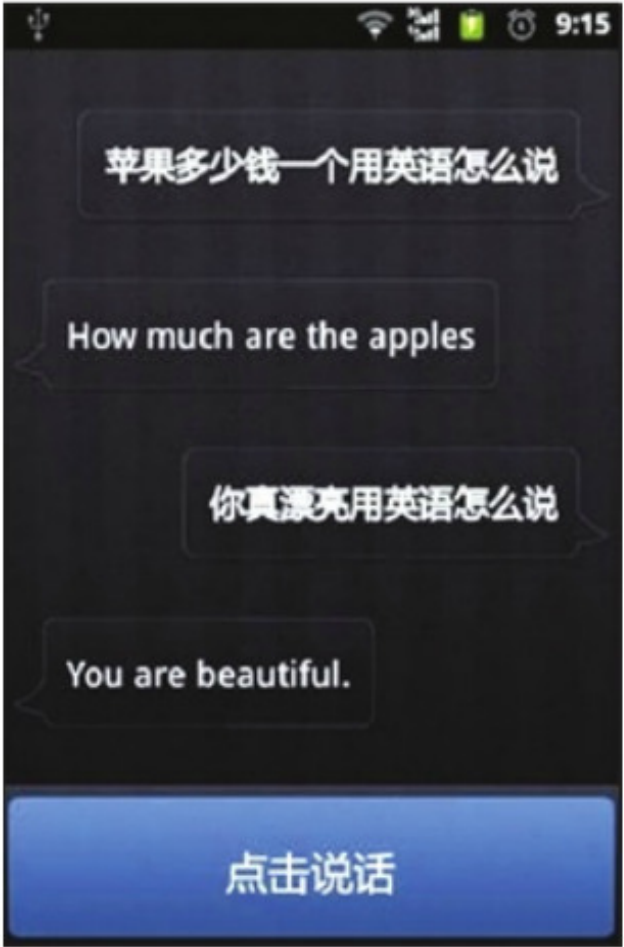 9:15
苹果多少钱一个用英语怎么说
How much are the apples
你真漂亮用英语怎么说
You are beautiful.
点击说话